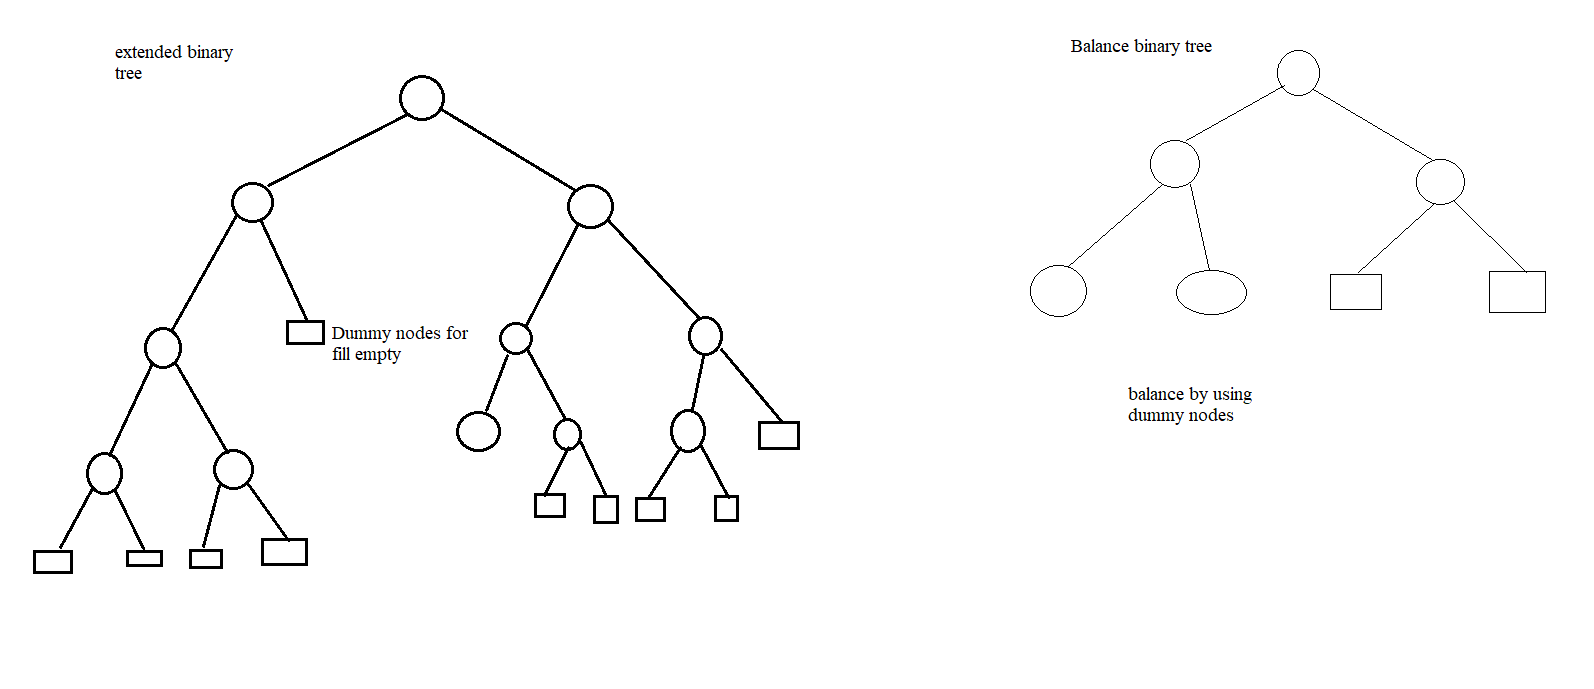 extended binary
tree
Balance binary tree
Dummy nodes for
fill empty
balance by using
dummy nodes